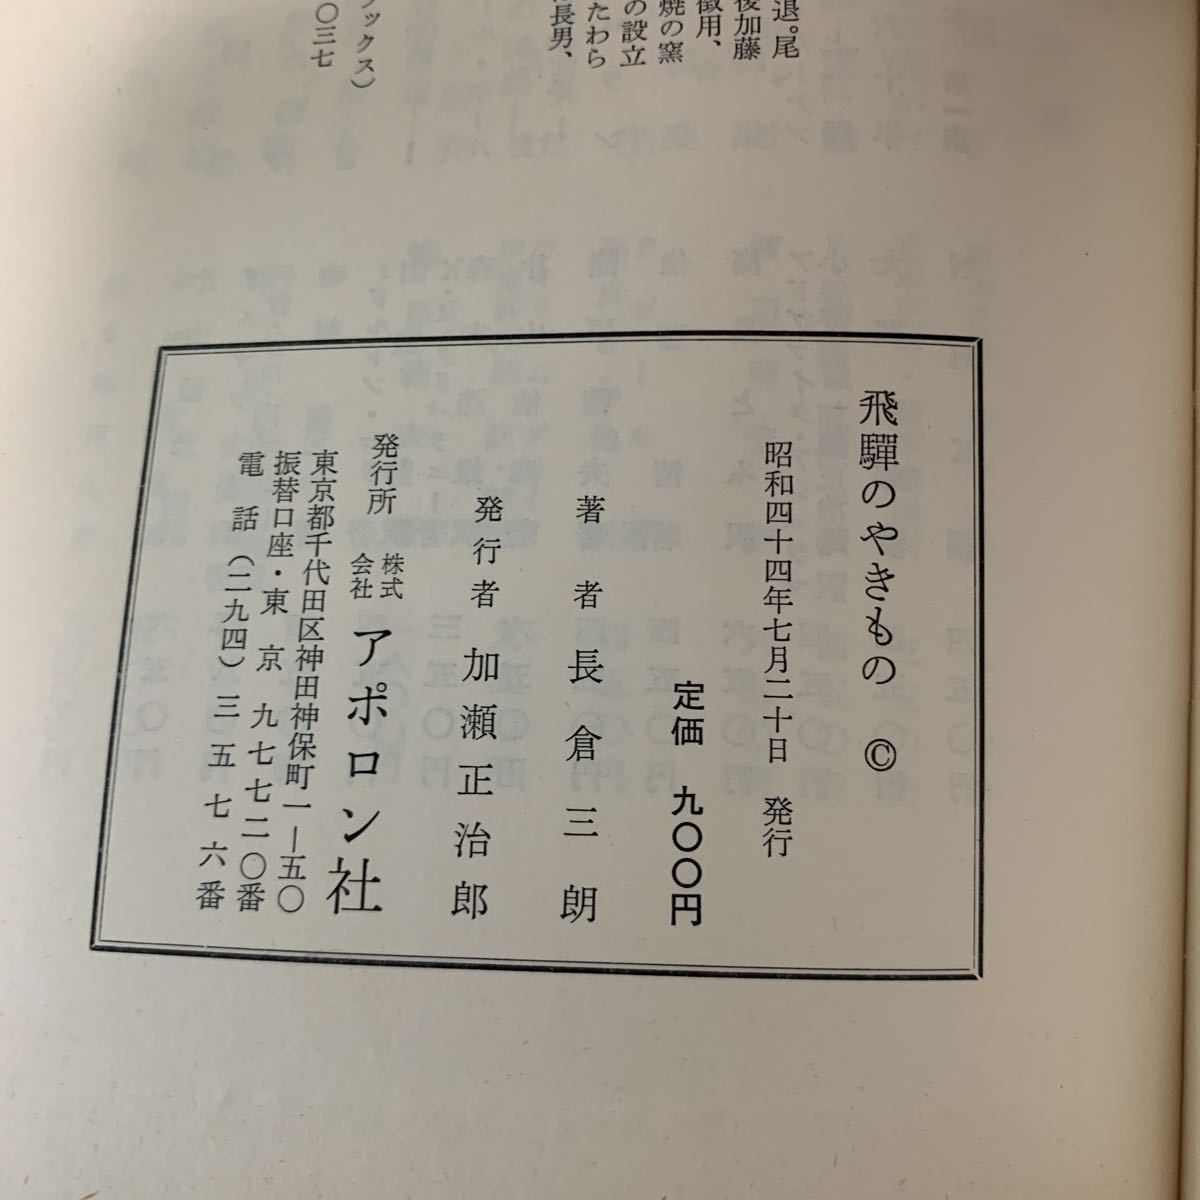 退。尾
後加藤
徴用、
焼の窯
の設立
たわら
長男、
ックス)
〇三七
飛騨のやきもの ©
昭和四十四年七月二十日 発行
定価 九〇〇円
著者 長倉三朗
発行者 加瀬正治郎
発行所 株式会社 アポロン社
東京都千代田区神田神保町一―五〇
振替口座・東京九七七二〇番
電話(二九四)三五七六番